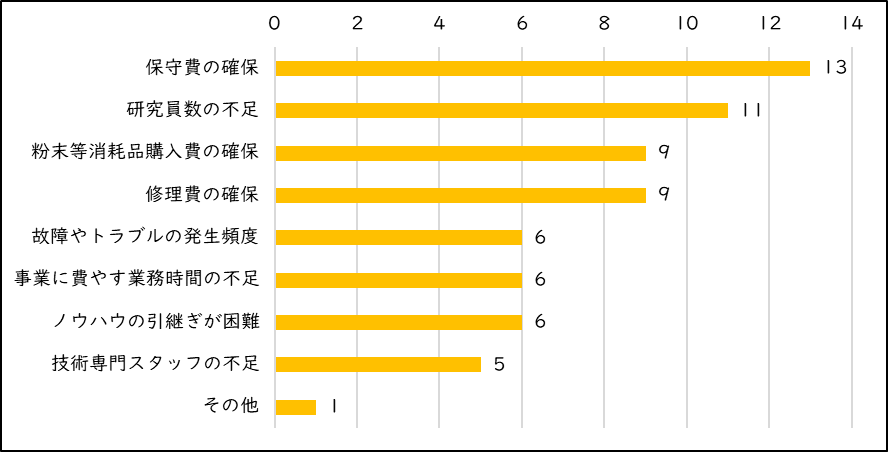 0 2 4 6 8 10 12 14
保守費の確保 13
研究員数の不足 11
粉末等消耗品購入費の確保 9
修理費の確保 9
故障やトラブルの発生頻度 6
事業に費やす業務時間の不足 6
ノウハウの引継ぎが困難 6
技術専門スタッフの不足 5
その他 1